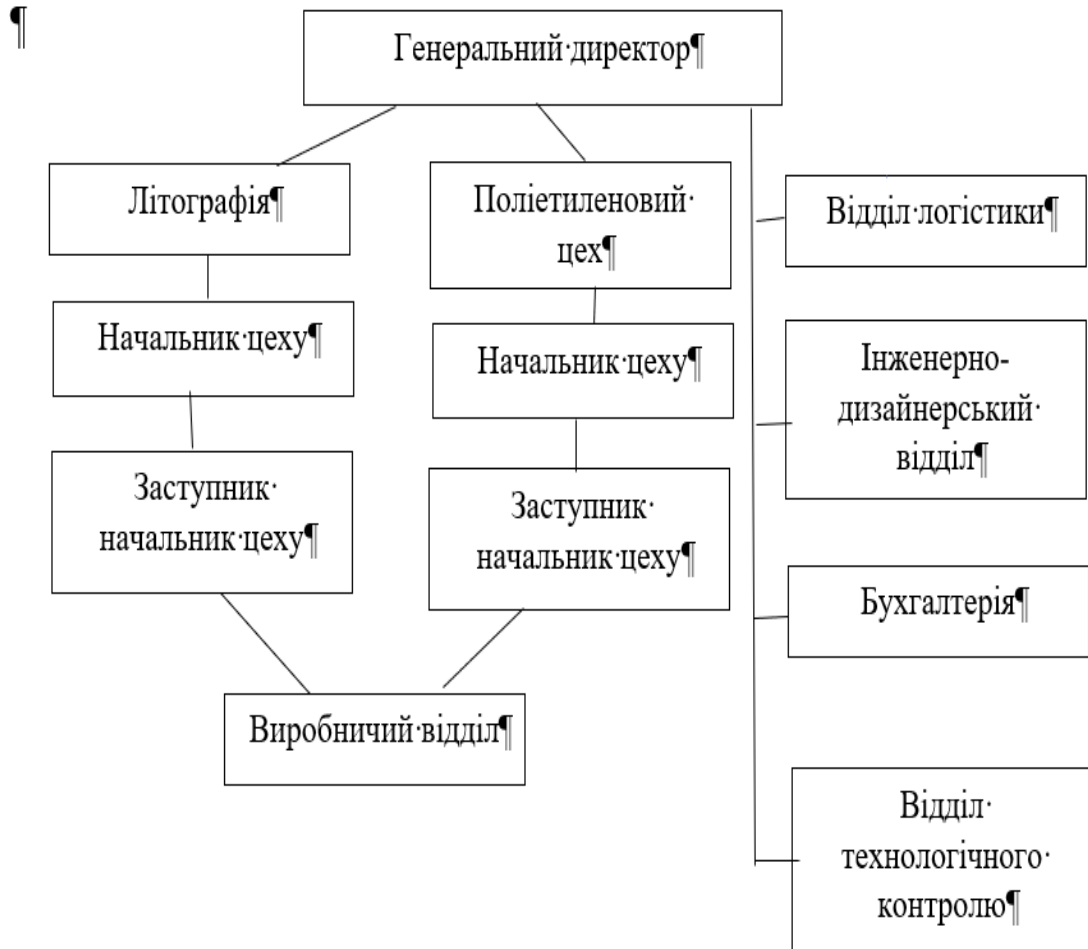 ¶
Генеральний·директор¶
Літографія¶
Поліетиленовий·
цех¶
Відділ·логістики¶
Начальник·цеху¶
Начальник·цеху¶
Інженерно-
дизайнерський·
відділ¶
Заступник·
начальник·цеху¶
Заступник·
начальник·цеху¶
Бухгалтерія¶
Виробничий·відділ¶
Відділ·
технологічного·
контролю¶